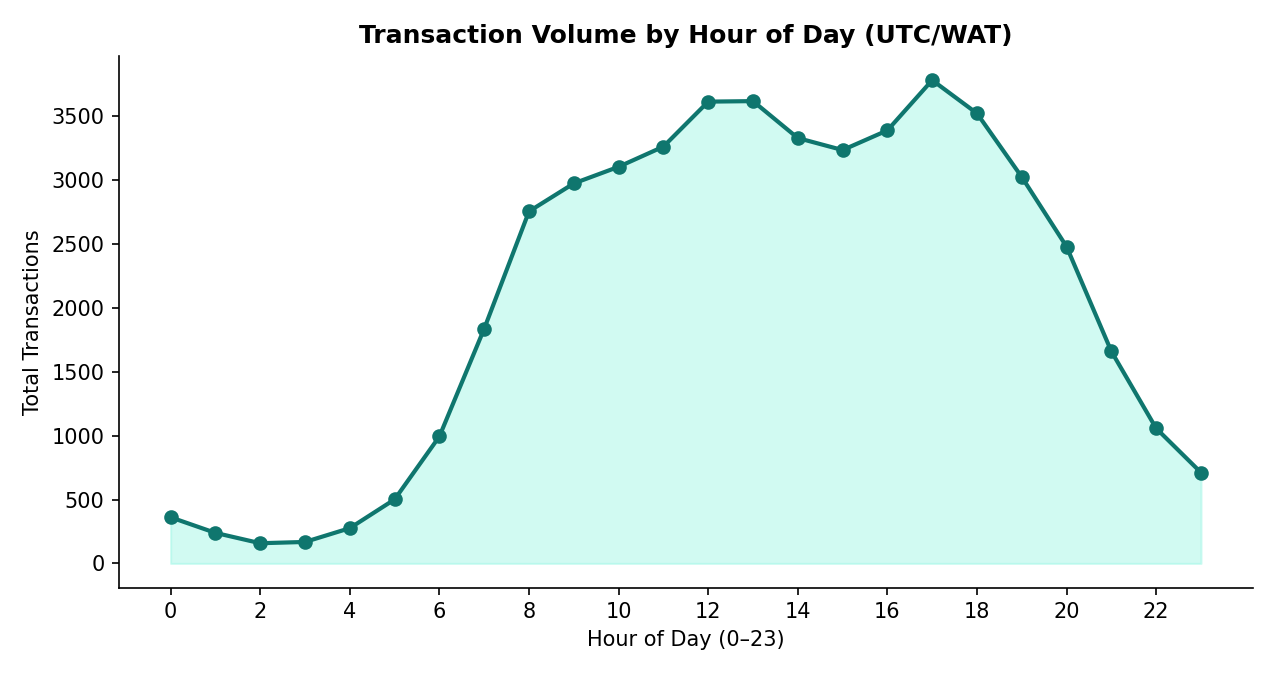 Transaction Volume by Hour of Day (UTC/WAT)
Total Transactions
3500
3000
2500
2000
1500
1000
500
0
0 2 4 6 8 10 12 14 16 18 20 22
Hour of Day (0–23)